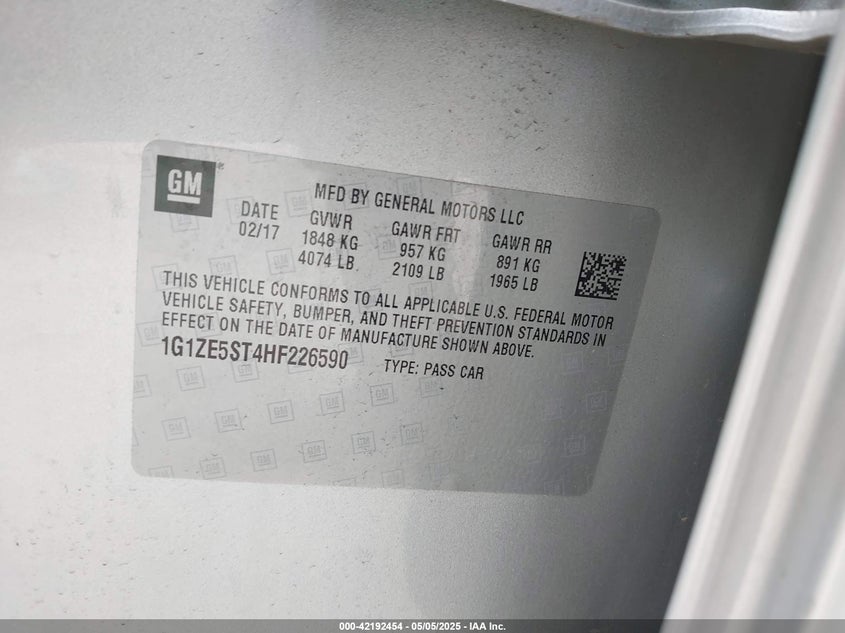 GM
MFD BY GENERAL MOTORS LLC
DATE GVWR GAWR FRT GAWR RR
02/17 1848 KG 957 KG 891 KG
4074 LB 2109 LB 1965 LB
THIS VEHICLE CONFORMS TO ALL APPLICABLE U.S. FEDERAL MOTOR
VEHICLE SAFETY, BUMPER, AND THEFT PREVENTION STANDARDS IN
EFFECT ON THE DATE OF MANUFACTURE SHOWN ABOVE.
1G1ZE5ST4HF226590 TYPE: PASS CAR
000-42192454 - 05/05/2025 - IAA Inc.